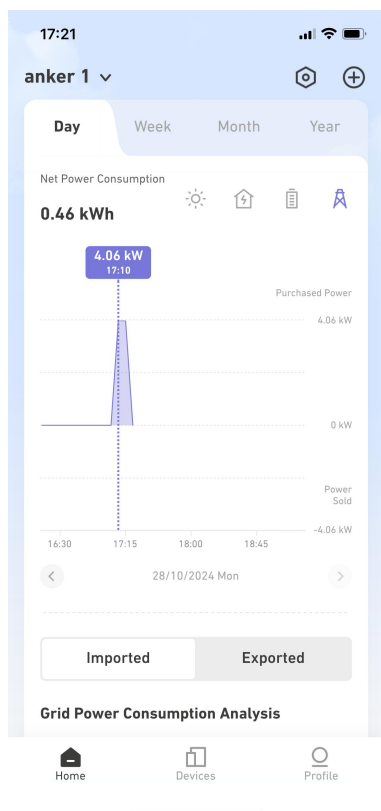 17:21
anker 1
Day
Week
Month
Year
Net Power Consumption
0.46 kWh
4.06 kW
17:10
Purchased Power
4.06 kW
0 kW
Power
Sold
-4.06 kW
16:30
17:15
18:00
18:45
28/10/2024 Mon
Imported
Exported
Grid Power Consumption Analysis
Home
Devices
Profile